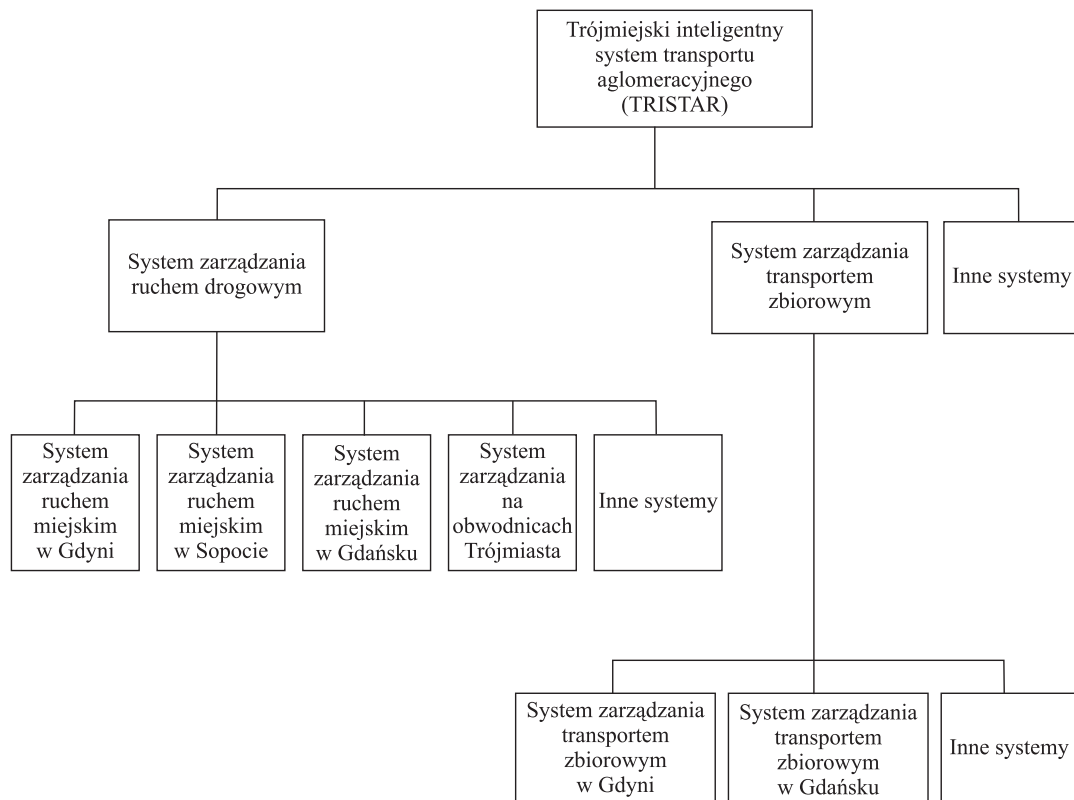 Trójmiejski inteligentny
system transportu
aglomeracyjnego
(TRISTAR)
System zarządzania
ruchem drogowym
System zarządzania
transportem
zbiorowym
Inne systemy
System
zarządzania
ruchem
miejskim
w Gdyni
System
zarządzania
ruchem
miejskim
w Sopocie
System
zarządzania
ruchem
miejskim
w Gdańsku
System
zarządzania
na
obwodnicach
Trójmiasta
Inne systemy
System zarządzania
transportem
zbiorowym
w Gdyni
System zarządzania
transportem
zbiorowym
w Gdańsku
Inne systemy